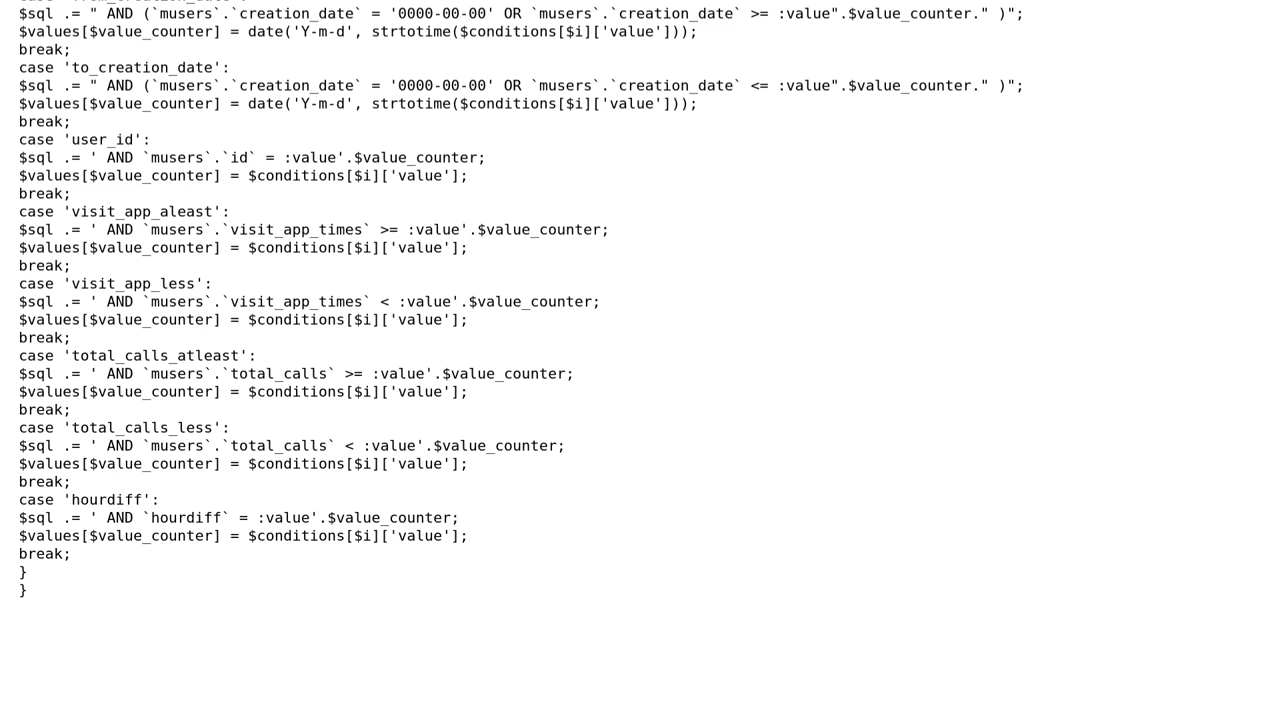 $sql .= " AND (`musers`.`creation_date` = '0000-00-00' OR `musers`.`creation_date` >= :value".$value_counter." )";
$values[$value_counter] = date('Y-m-d', strtotime($conditions[$i]['value']));
break;
case 'to_creation_date':
$sql .= " AND (`musers`.`creation_date` = '0000-00-00' OR `musers`.`creation_date` <= :value".$value_counter." )";
$values[$value_counter] = date('Y-m-d', strtotime($conditions[$i]['value']));
break;
case 'user_id':
$sql .= ' AND `musers`.`id` = :value'.$value_counter;
$values[$value_counter] = $conditions[$i]['value'];
break;
case 'visit_app_aleast':
$sql .= ' AND `musers`.`visit_app_times` >= :value'.$value_counter;
$values[$value_counter] = $conditions[$i]['value'];
break;
case 'visit_app_less':
$sql .= ' AND `musers`.`visit_app_times` < :value'.$value_counter;
$values[$value_counter] = $conditions[$i]['value'];
break;
case 'total_calls_atleast':
$sql .= ' AND `musers`.`total_calls` >= :value'.$value_counter;
$values[$value_counter] = $conditions[$i]['value'];
break;
case 'total_calls_less':
$sql .= ' AND `musers`.`total_calls` < :value'.$value_counter;
$values[$value_counter] = $conditions[$i]['value'];
break;
case 'hourdiff':
$sql .= ' AND `hourdiff` = :value'.$value_counter;
$values[$value_counter] = $conditions[$i]['value'];
break;
}
}